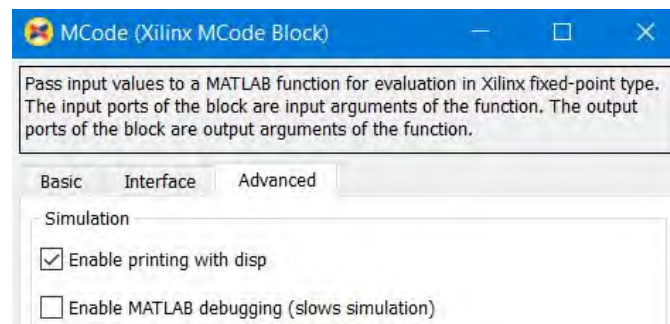 MCode (Xilinx MCode Block)
Pass input values to a MATLAB function for evaluation in Xilinx fixed-point type.
The input ports of the block are input arguments of the function. The output
ports of the block are output arguments of the function.
Basic Interface Advanced
Simulation
Enable printing with disp
Enable MATLAB debugging (slows simulation)